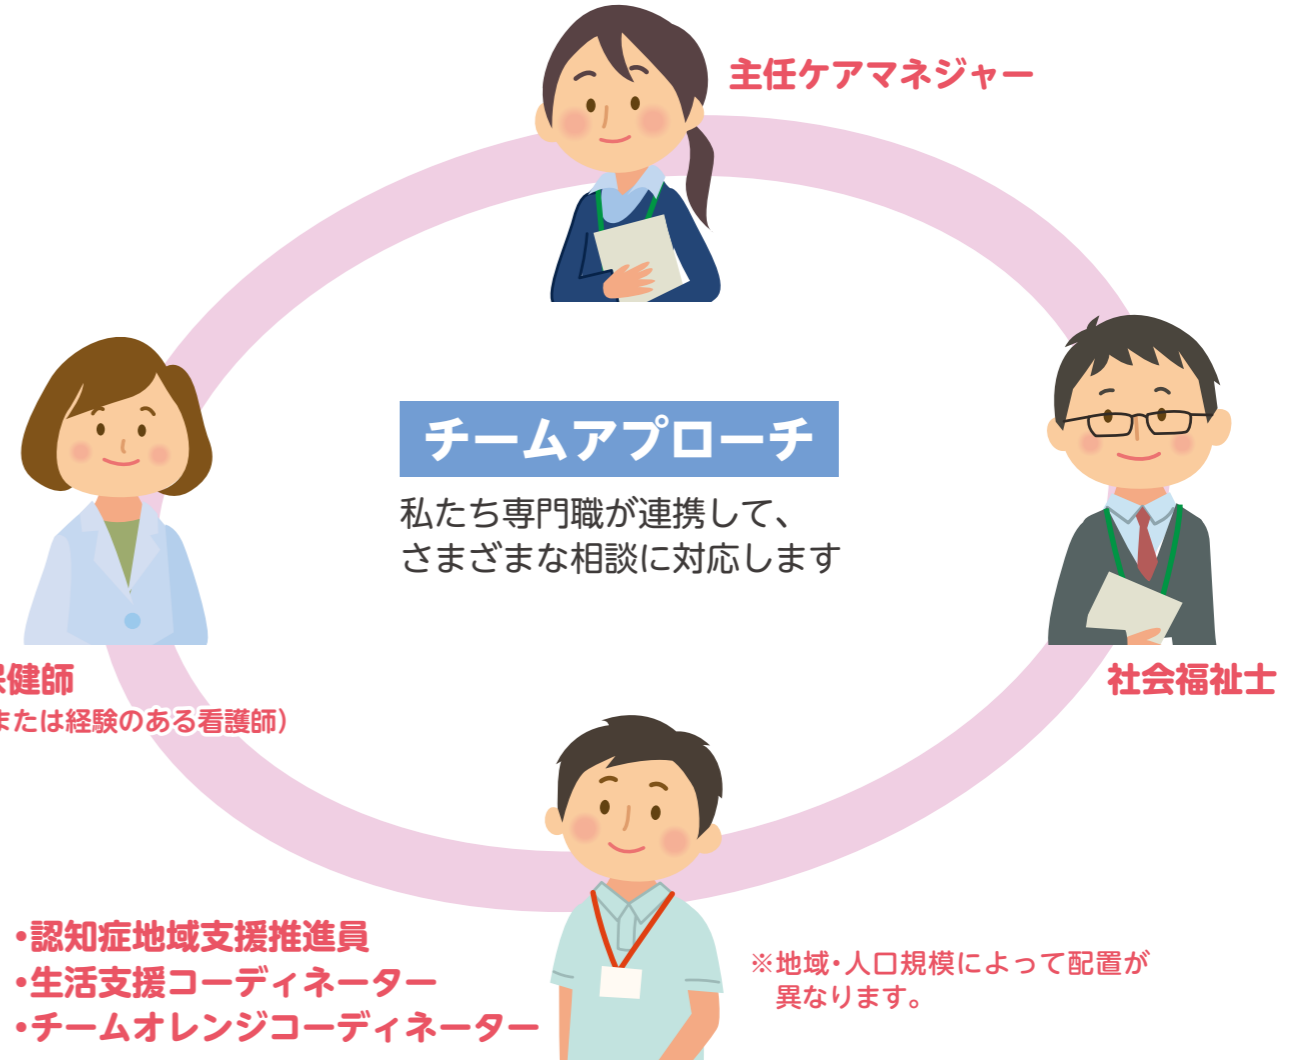 主任ケアマネジャー
チームアプローチ
私たち専門職が連携して、
さまざまな相談に対応します
保健師
または経験のある看護師）
社会福祉士
・認知症地域支援推進員
・生活支援コーディネーター
・チームオレンジコーディネーター
※地域・人口規模によって配置が
異なります。